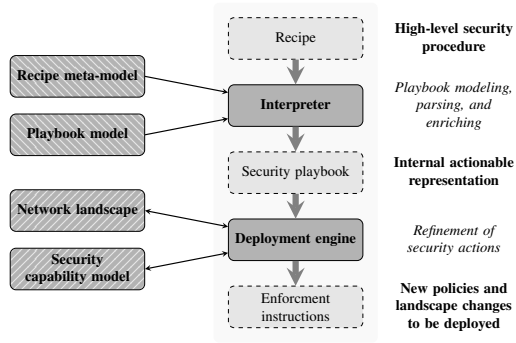 Recipe
High-level security
procedure
Recipe meta-model
Interpreter
Playbook modeling,
parsing, and
enriching
Playbook model
Security playbook
Internal actionable
representation
Network landscape
Deployment engine
Refinement of
security actions
Security
capability model
Enforcment
instructions
New policies and
landscape changes
to be deployed